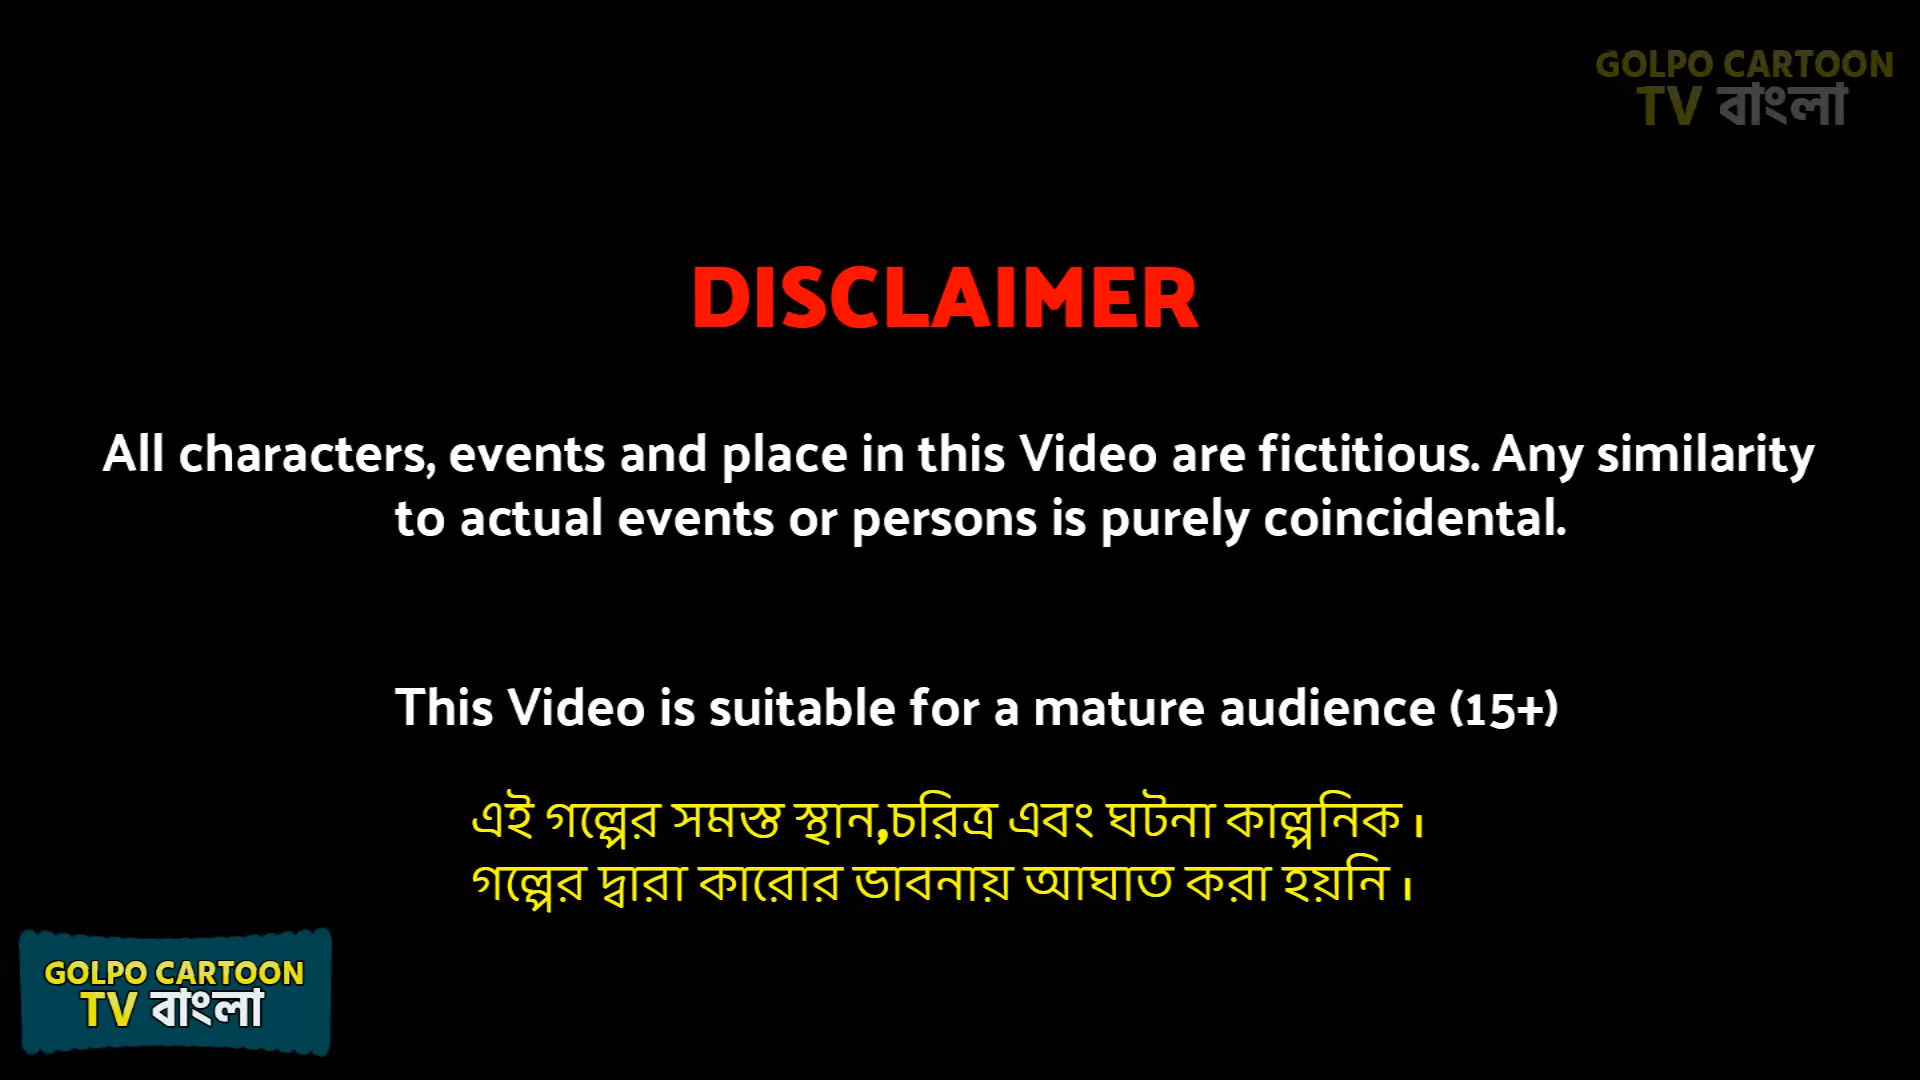 GOLPO CARTOON
TV বাংলা
DISCLAIMER
All characters, events and place in this Video are fictitious. Any similarity
to actual events or persons is purely coincidental.
This Video is suitable for a mature audience (15+)
এই গল্পের সমস্ত স্থান,চরিত্র এবং ঘটনা কাল্পনিক ।
গল্পের দ্বারা কারোর ভাবনায় আঘাত করা হয়নি ।
GOLPO CARTOON
TV বাংলা